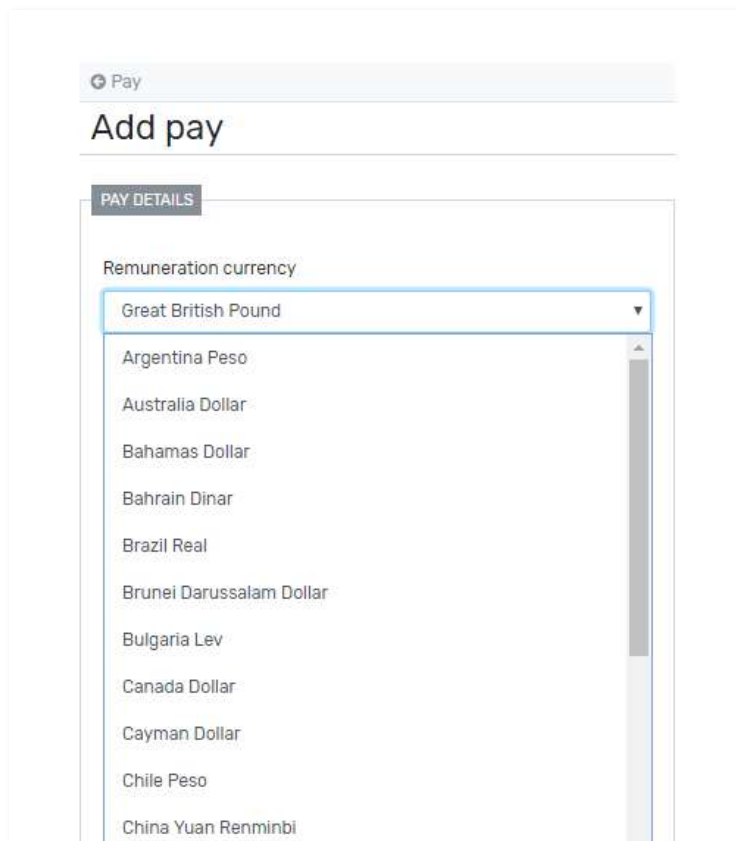 Pay
Add pay
PAY DETAILS
Remuneration currency
Great British Pound
Argentina Peso
Australia Dollar
Bahamas Dollar
Bahrain Dinar
Brazil Real
Brunei Darussalam Dollar
Bulgaria Lev
Canada Dollar
Cayman Dollar
Chile Peso
China Yuan Renminbi